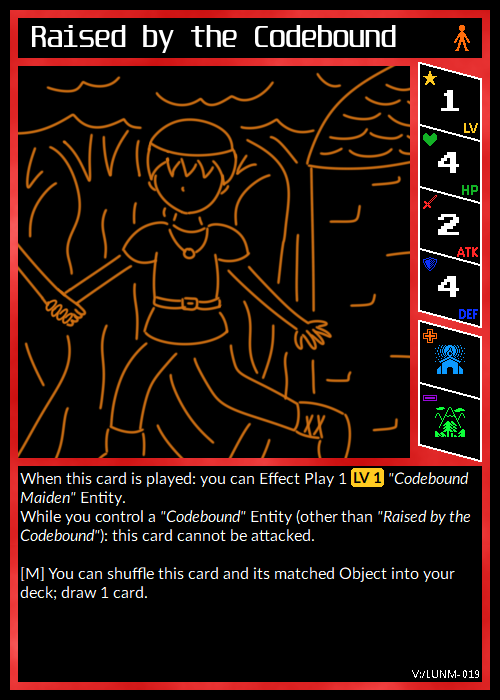 Raised by the Codebound
1
LV
4
HP
2
ATK
4
DEF
When this card is played: you can Effect Play 1 LV 1 "Codebound
Maiden" Entity.
While you control a "Codebound" Entity (other than "Raised by the
Codebound"): this card cannot be attacked.
[M] You can shuffle this card and its matched Object into your
deck; draw 1 card.
V:/LUNM-019